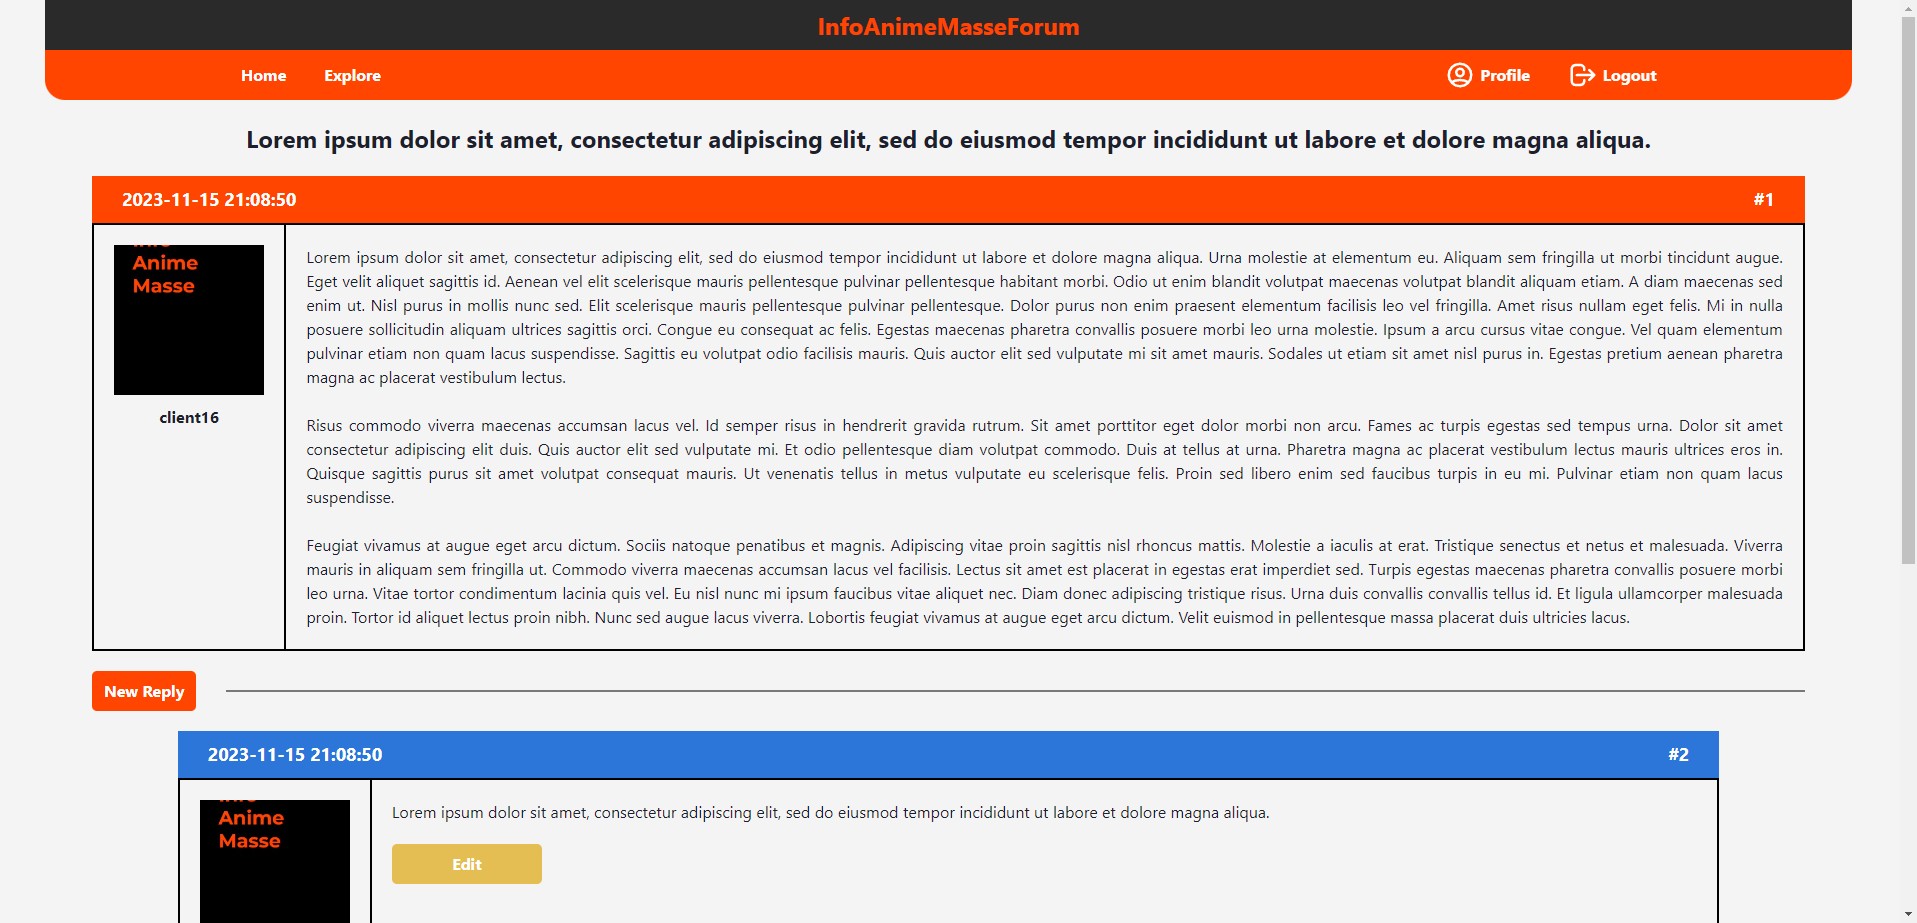 InfoAnimeMasseForum
Home Explore Profile Logout
Lorem ipsum dolor sit amet, consectetur adipiscing elit, sed do eiusmod tempor incididunt ut labore et dolore magna aliqua.
2023-11-15 21:08:50 #1
Anime
Masse
client16
Lorem ipsum dolor sit amet, consectetur adipiscing elit, sed do eiusmod tempor incididunt ut labore et dolore magna aliqua. Urna molestie at elementum eu. Aliquam sem fringilla ut morbi tincidunt augue.
Eget velit aliquet sagittis id. Aenean vel elit scelerisque mauris pellentesque pulvinar pellentesque habitant morbi. Odio ut enim blandit volutpat maecenas volutpat blandit aliquam etiam. A diam maecenas sed
enim ut. Nisl purus in mollis nunc sed. Elit scelerisque mauris pellentesque pulvinar pellentesque. Dolor purus non enim praesent elementum facilisis leo vel fringilla. Amet risus nullam eget felis. Mi in nulla
posuere sollicitudin aliquam ultrices sagittis orci. Congue eu consequat ac felis. Egestas maecenas pharetra convallis posuere morbi leo urna molestie. Ipsum a arcu cursus vitae congue. Vel quam elementum
pulvinar etiam non quam lacus suspendisse. Sagittis eu volutpat odio facilisis mauris. Quis auctor elit sed vulputate mi sit amet mauris. Sodales ut etiam sit amet nisl purus in. Egestas pretium aenean pharetra
magna ac placerat vestibulum lectus.
Risus commodo viverra maecenas accumsan lacus vel. Id semper risus in hendrerit gravida rutrum. Sit amet porttitor eget dolor morbi non arcu. Fames ac turpis egestas sed tempus urna. Dolor sit amet
consectetur adipiscing elit duis. Quis auctor elit sed vulputate mi. Et odio pellentesque diam volutpat commodo. Duis at tellus at urna. Pharetra magna ac placerat vestibulum lectus mauris ultrices eros in.
Quisque sagittis purus sit amet volutpat consequat mauris. Ut venenatis tellus in metus vulputate eu scelerisque felis. Proin sed libero enim sed faucibus turpis in eu mi. Pulvinar etiam non quam lacus
suspendisse.
Feugiat vivamus at augue eget arcu dictum. Sociis natoque penatibus et magnis. Adipiscing vitae proin sagittis nisl rhoncus mattis. Molestie a iaculis at erat. Tristique senectus et netus et malesuada. Viverra
mauris in aliquam sem fringilla ut. Commodo viverra maecenas accumsan lacus vel facilisis. Lectus sit amet est placerat in egestas erat imperdiet sed. Turpis egestas maecenas pharetra convallis posuere morbi
leo urna. Vitae tortor condimentum lacinia quis vel. Eu nisl nunc mi ipsum faucibus vitae aliquet nec. Diam donec adipiscing tristique risus. Urna duis convallis convallis tellus id. Et ligula ullamcorper malesuada
proin. Tortor id aliquet lectus proin nibh. Nunc sed augue lacus viverra. Lobortis feugiat vivamus at augue eget arcu dictum. Velit euismod in pellentesque massa placerat duis ultricies lacus.
New Reply
2023-11-15 21:08:50 #2
Anime
Masse
Lorem ipsum dolor sit amet, consectetur adipiscing elit, sed do eiusmod tempor incididunt ut labore et dolore magna aliqua.
Edit